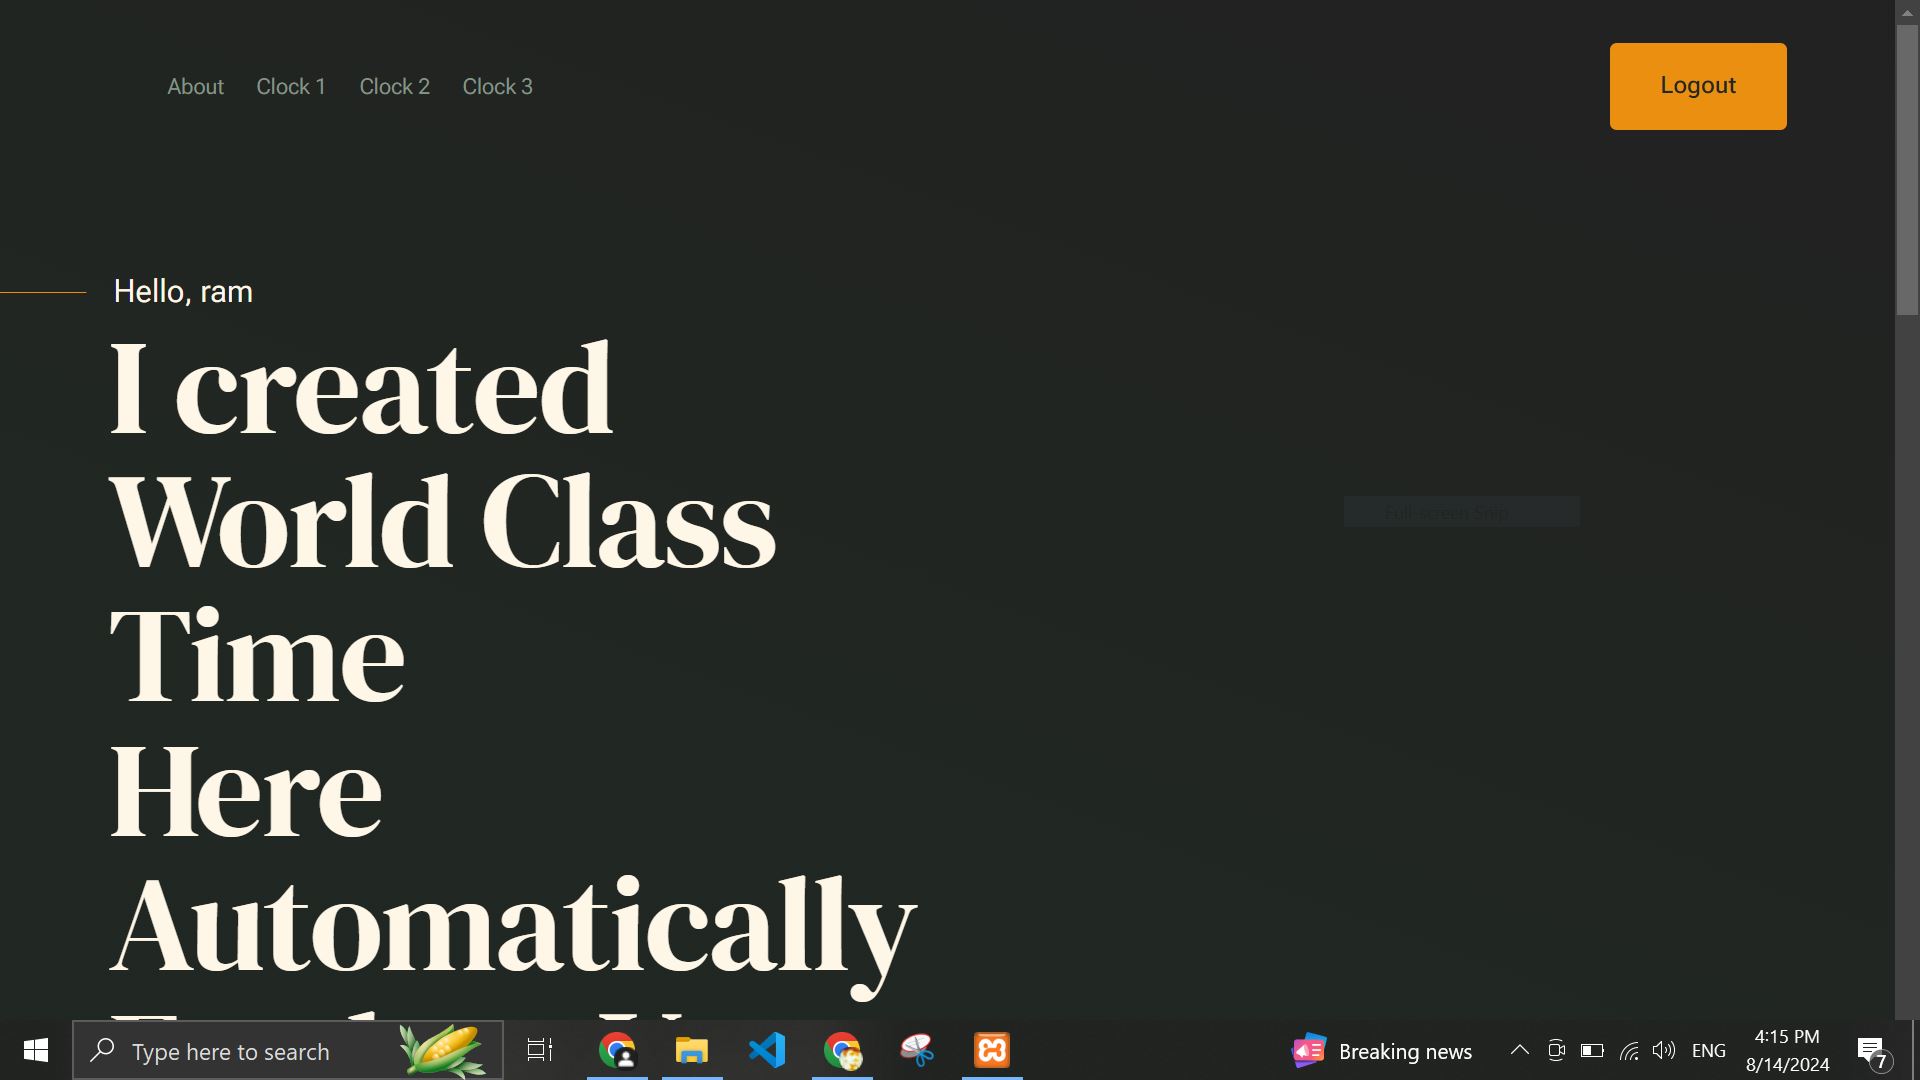 About Clock 1 Clock 2 Clock 3
Logout
Hello, ram
I created
World Class
Time
Here
Automatically
Full-screen Snip
Type here to search
Breaking news
ENG
4:15 PM
8/14/2024
7